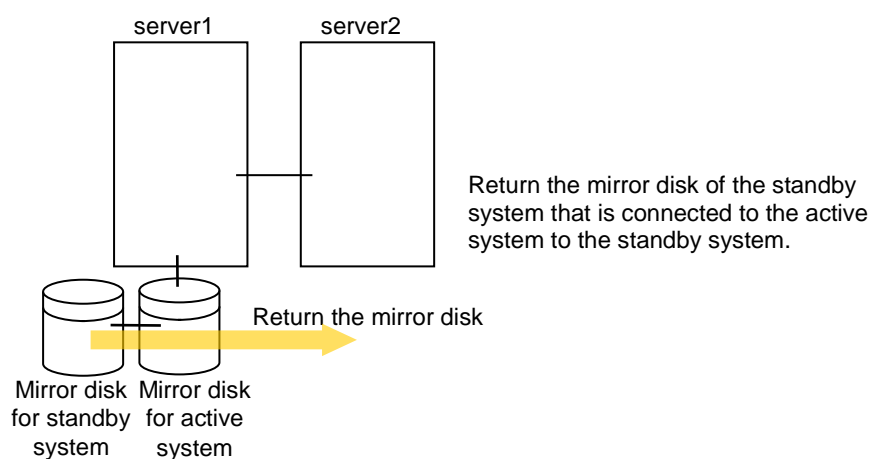 server1
server2
Return the mirror disk of the standby
system that is connected to the active
system to the standby system.
Return the mirror disk
Mirror disk
for standby
system
Mirror disk
for active
system